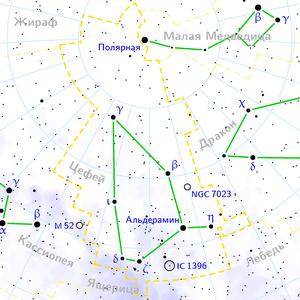 Жираф
β
γ
Малая Медведица
Полярная
χ
γ
Дракон
δ
β
Цефей
NGC 7023
γ
ι
Альдерамин
η
β
M 52
α
δ
ζ
IC 1396
Кассиопея
Лебедь
Ящерица